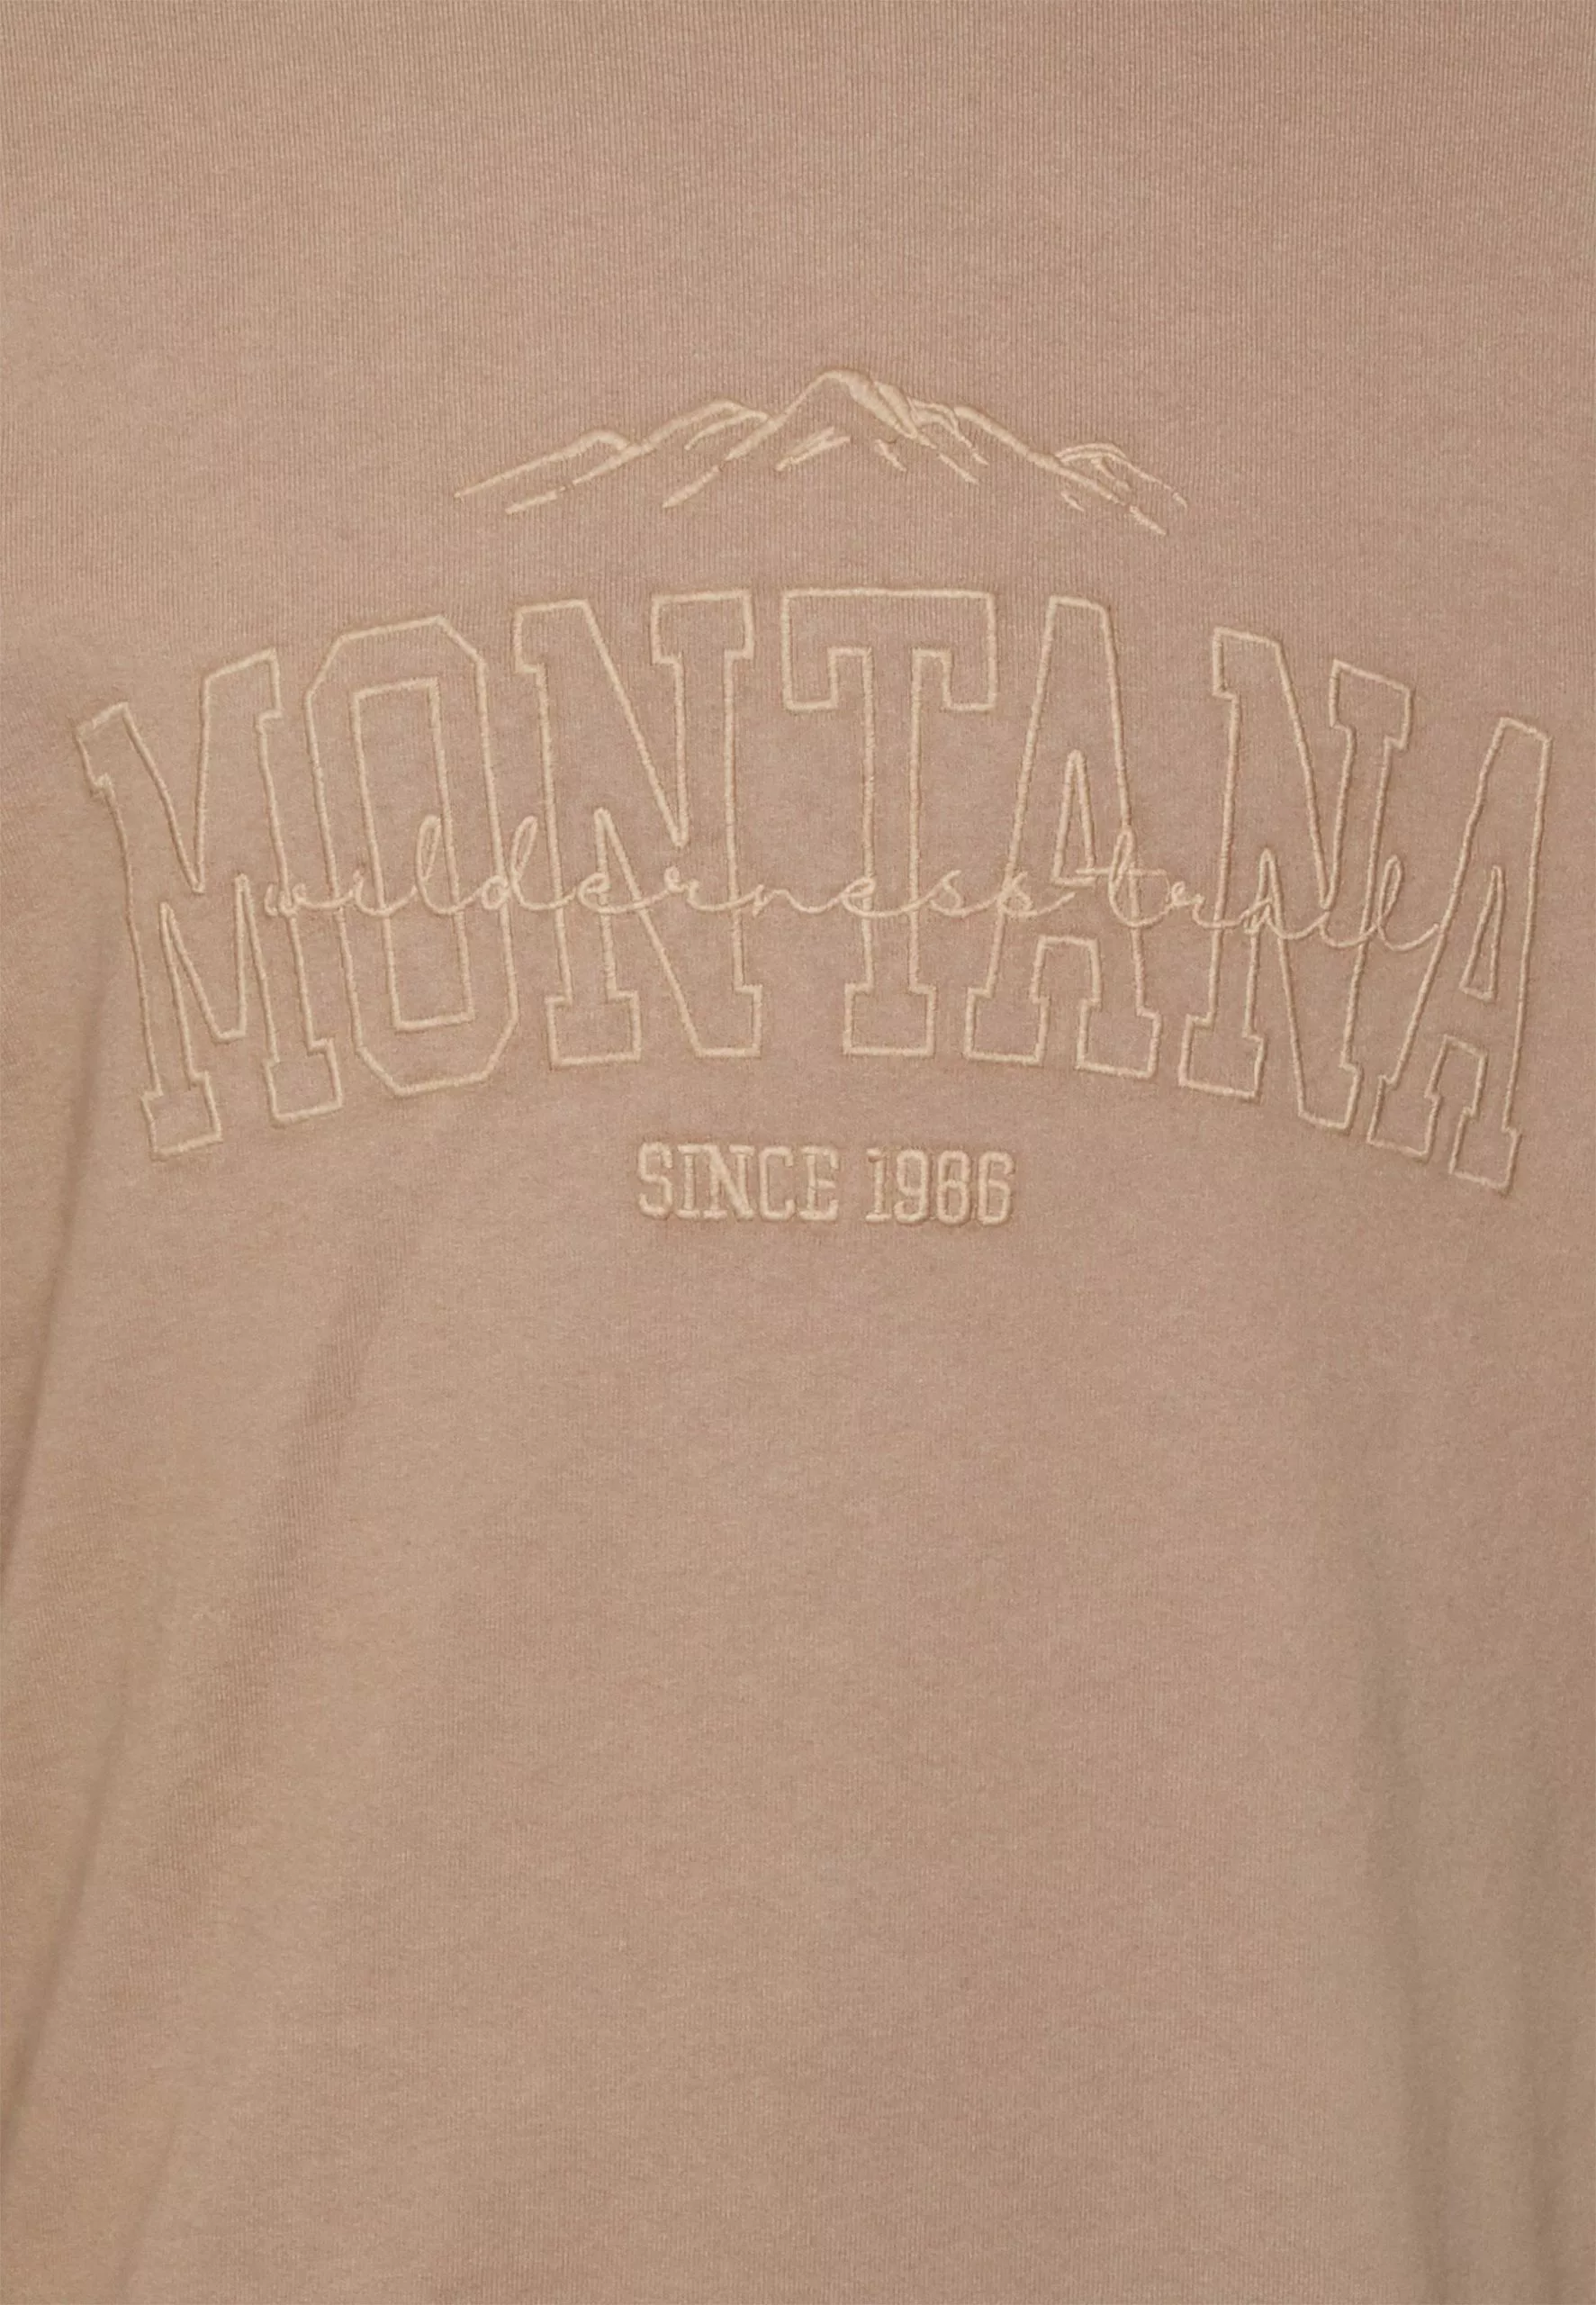 MONTANA
wilderness trail
SINCE 1986